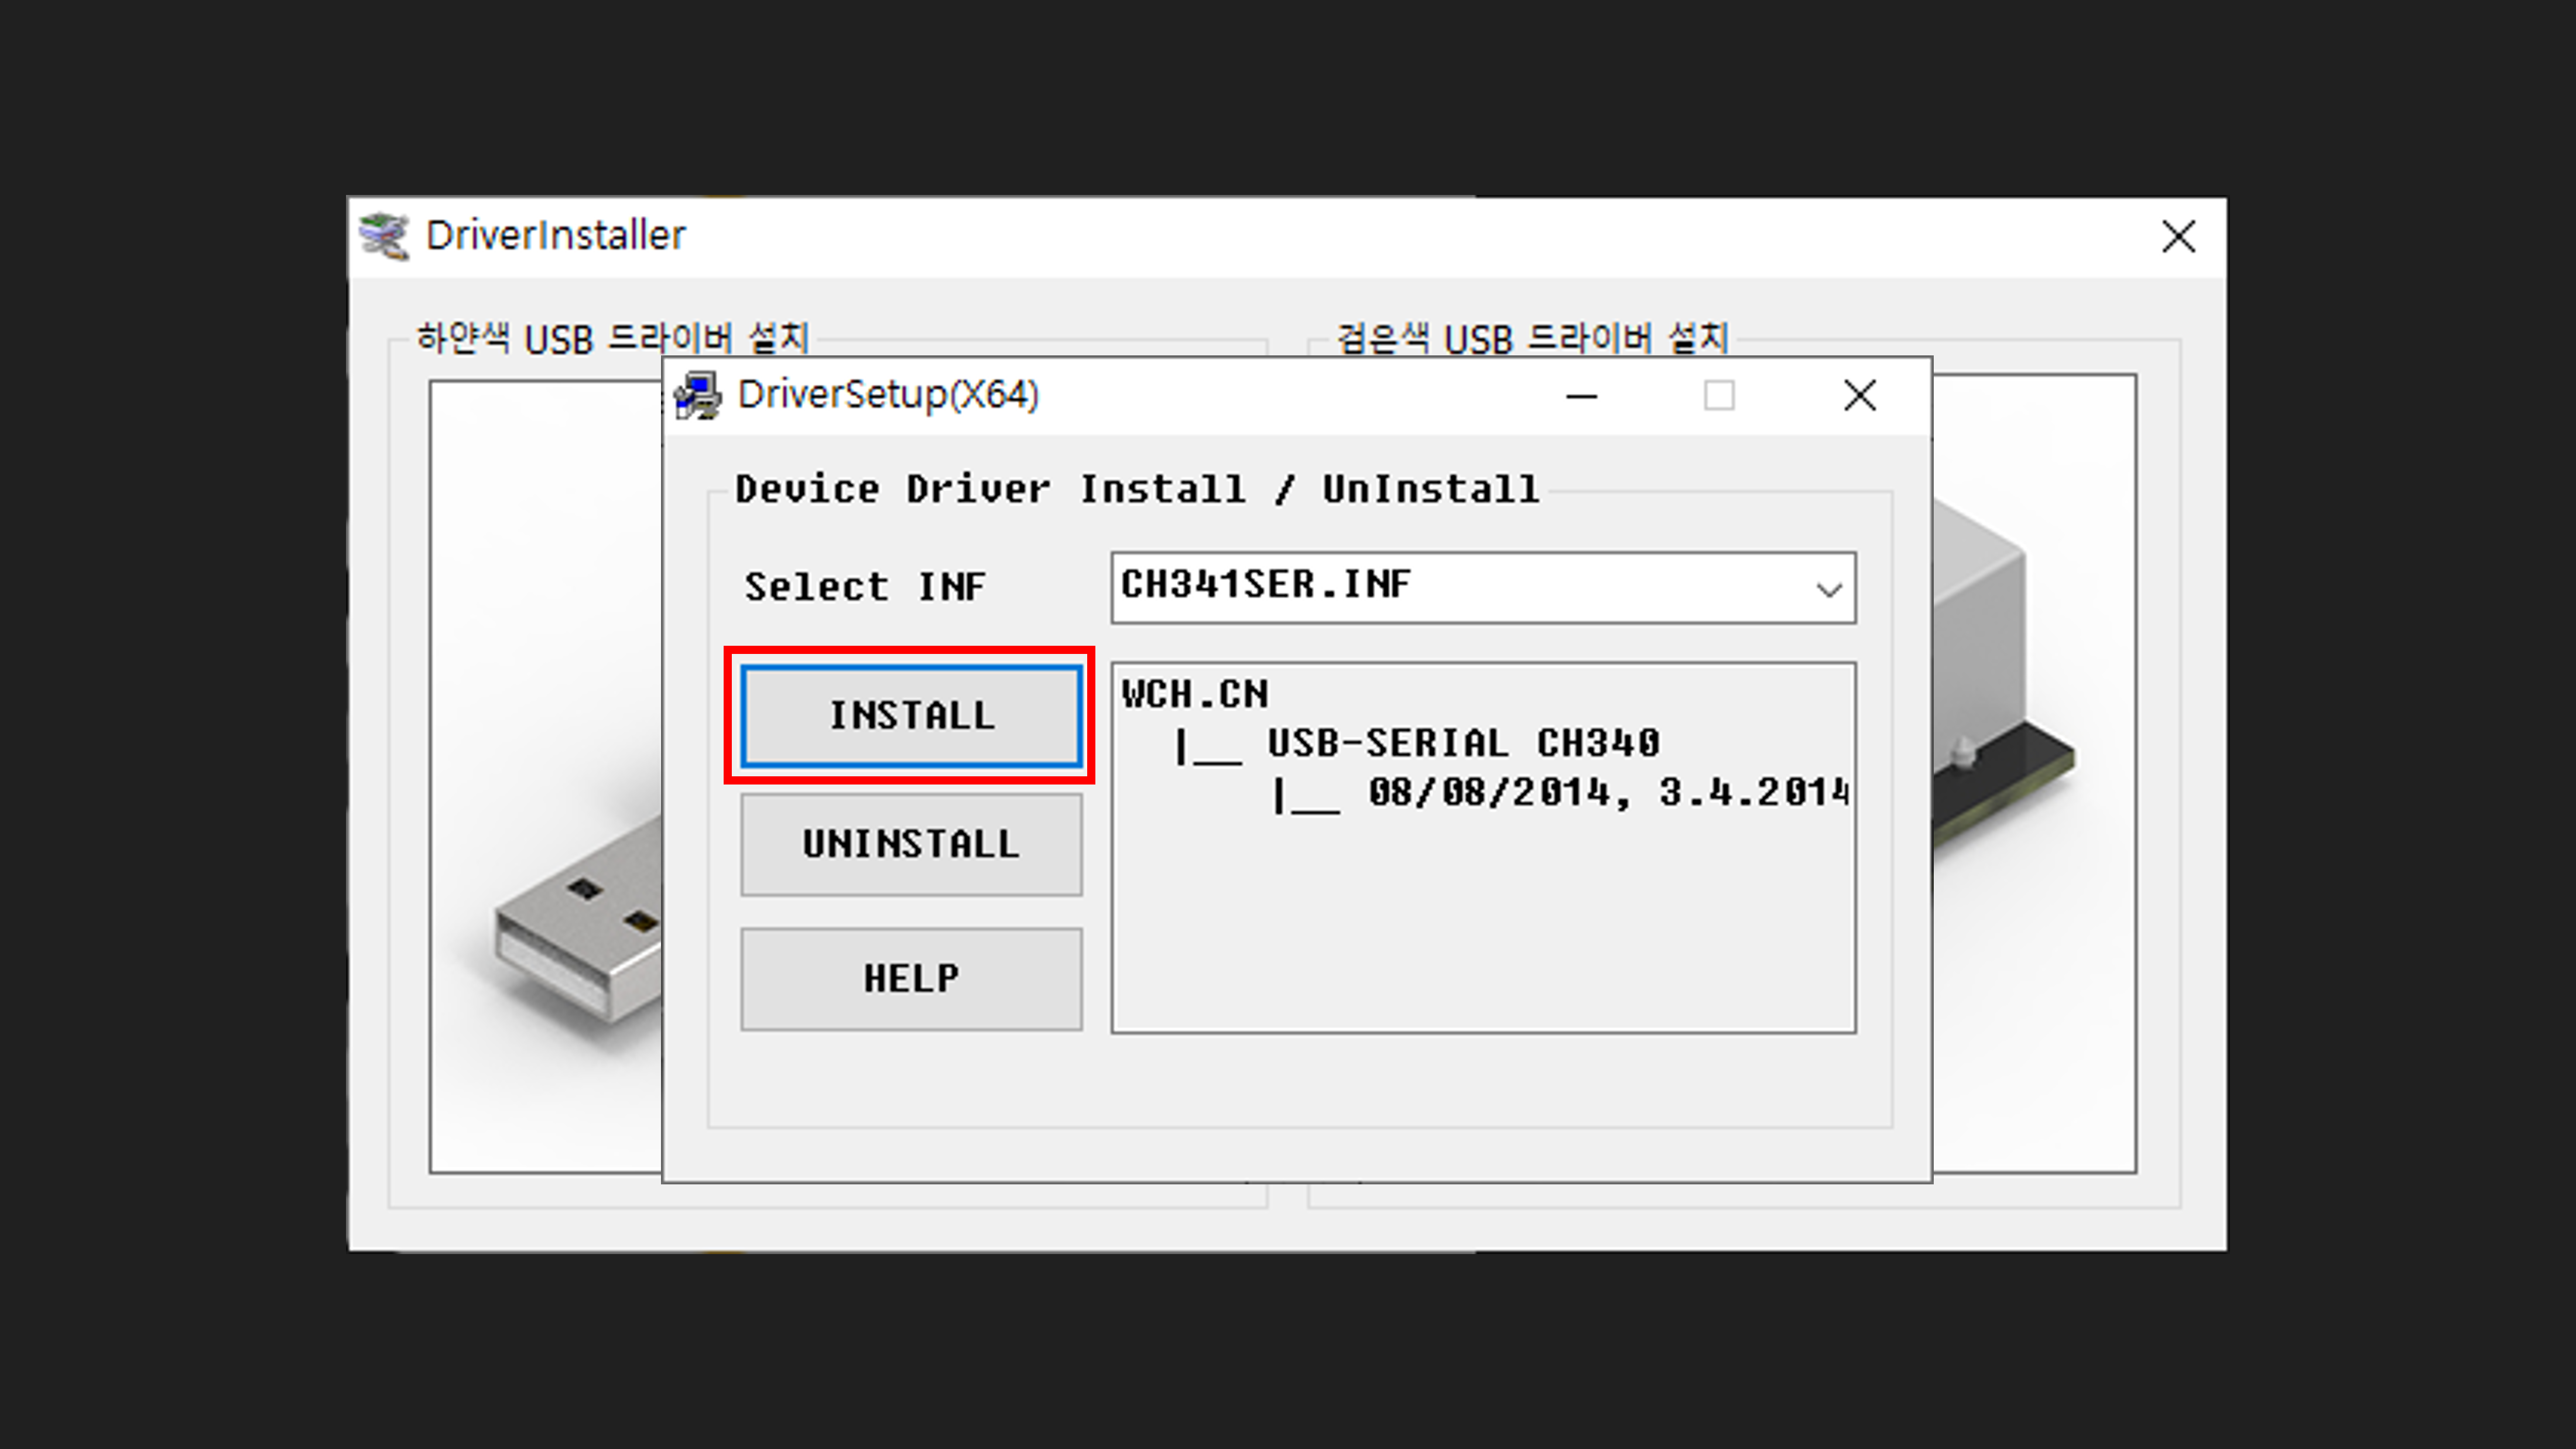 DriverInstaller
하얀색 USB 드라이버 설치
검은색 USB 드라이버 설치
DriverSetup(X64)
Device Driver Install / UnInstall
Select INF
CH341SER.INF
INSTALL
UNINSTALL
HELP
WCH.CN
|__ USB-SERIAL CH340
|__ 08/08/2014, 3.4.2014